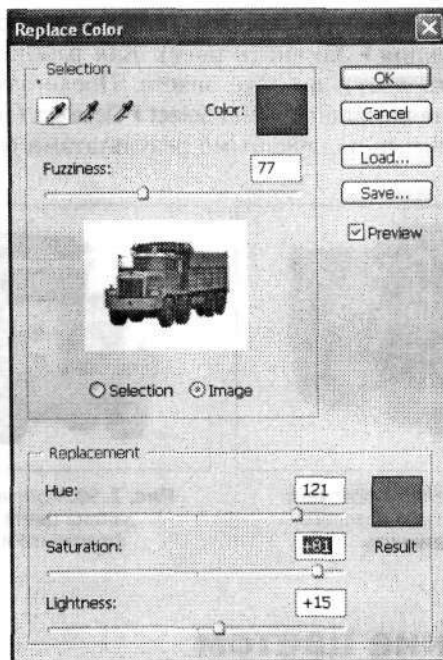 Replace Color
Selection
OK
Color:
Cancel
Fuzziness: 77
Load...
Save...
Preview
Selection Image
Replacement
Hue: 121
Saturation: +81
Result
Lightness: +15